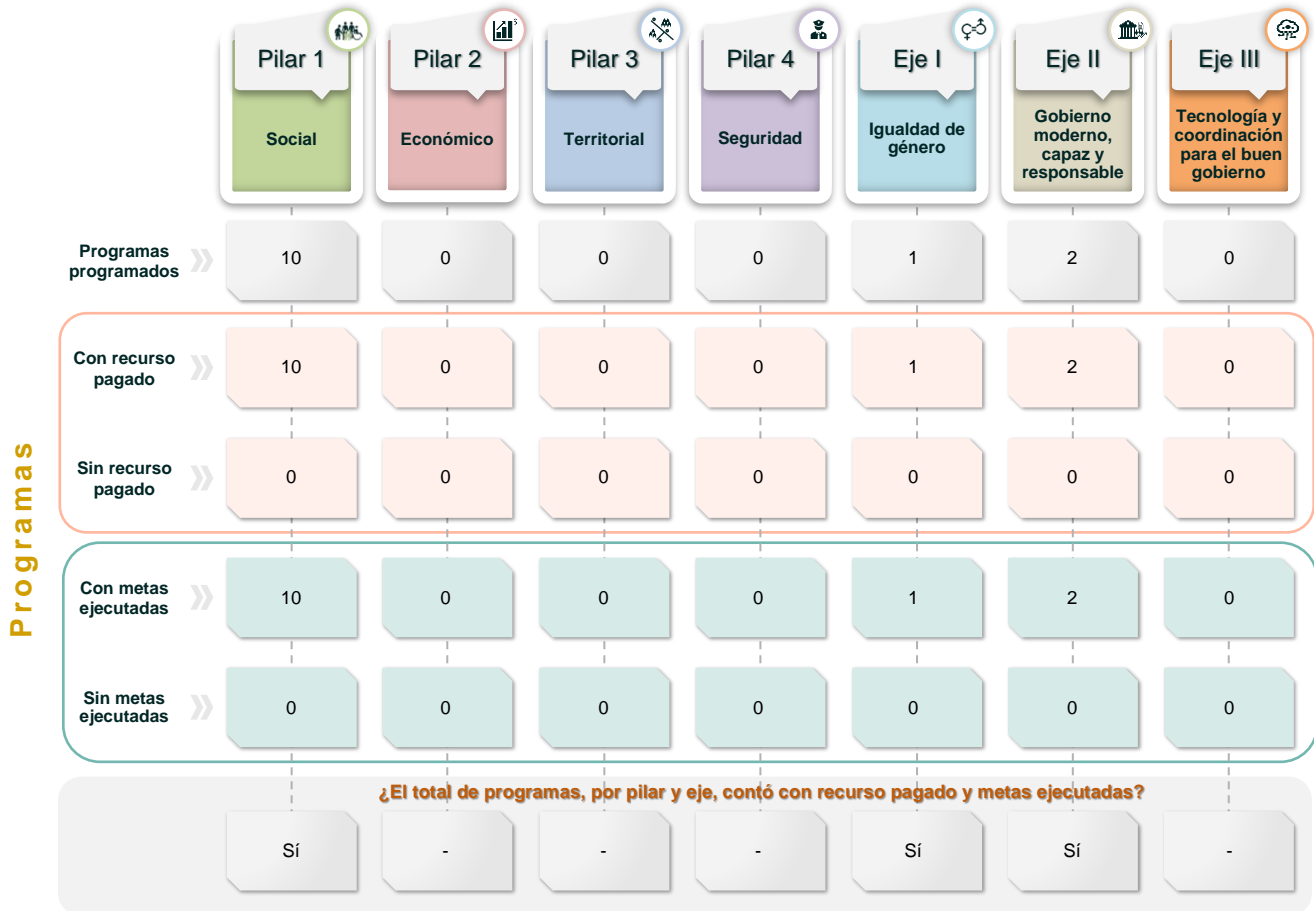 Pilar 1
Pilar 2
Pilar 3
Pilar 4
Eje I
Eje II
Eje III
Social
Económico
Territorial
Seguridad
Igualdad de
género
Gobierno
moderno,
capaz y
responsable
Tecnología y
coordinación
para el buen
gobierno
Programas
Programas
programados
10 0 0 0 1 2 0
Con recurso
pagado
10 0 0 0 1 2 0
Sin recurso
pagado
0 0 0 0 0 0 0
Con metas
ejecutadas
10 0 0 0 1 2 0
Sin metas
ejecutadas
0 0 0 0 0 0 0
¿El total de programas, por pilar y eje, contó con recurso pagado y metas ejecutadas?
Sí - - - Sí Sí -